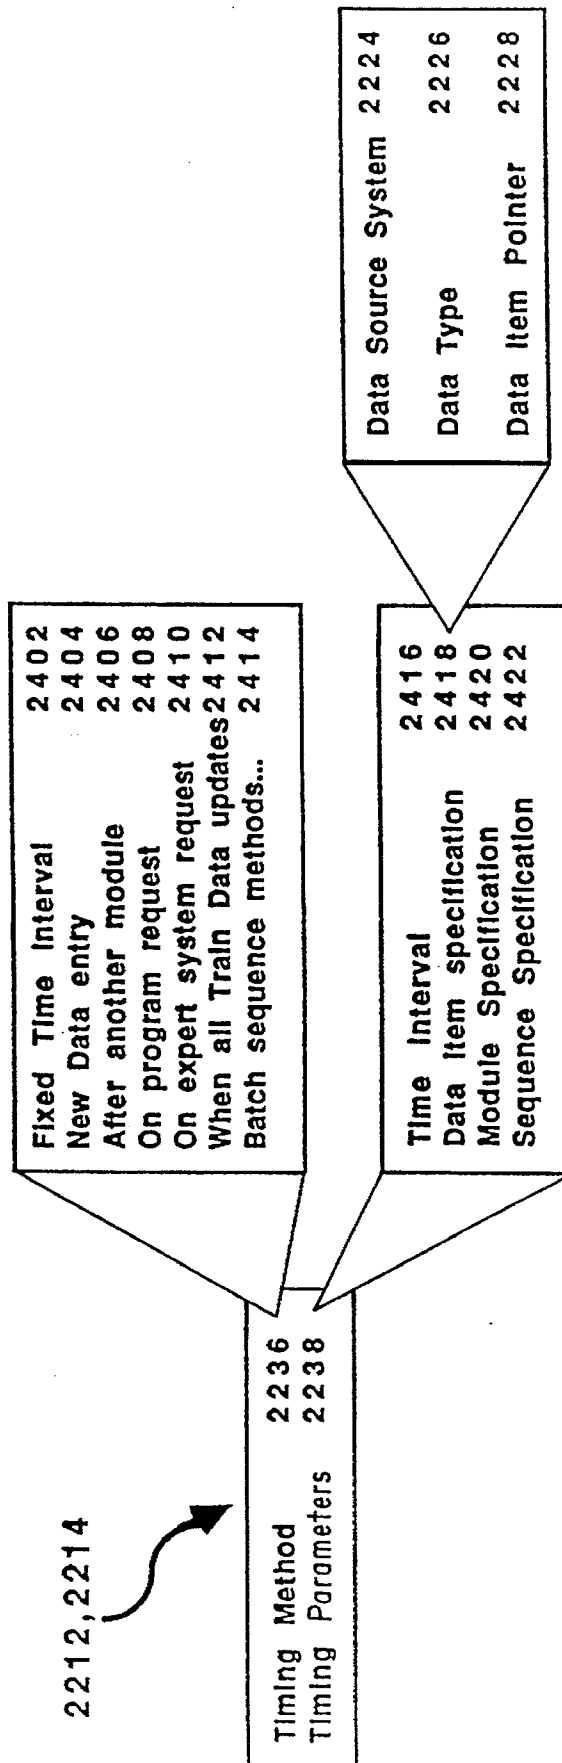 2212,2214
Timing Method 2236
Timing Parameters 2238
Fixed Time Interval 2402
New Data entry 2404
After another module 2406
On program request 2408
On expert system request 2410
When all Train Data updates 2412
Batch sequence methods... 2414
Time Interval 2416
Data Item specification 2418
Module Specification 2420
Sequence Specification 2422
Data Source System 2224
Data Type 2226
Data Item Pointer 2228